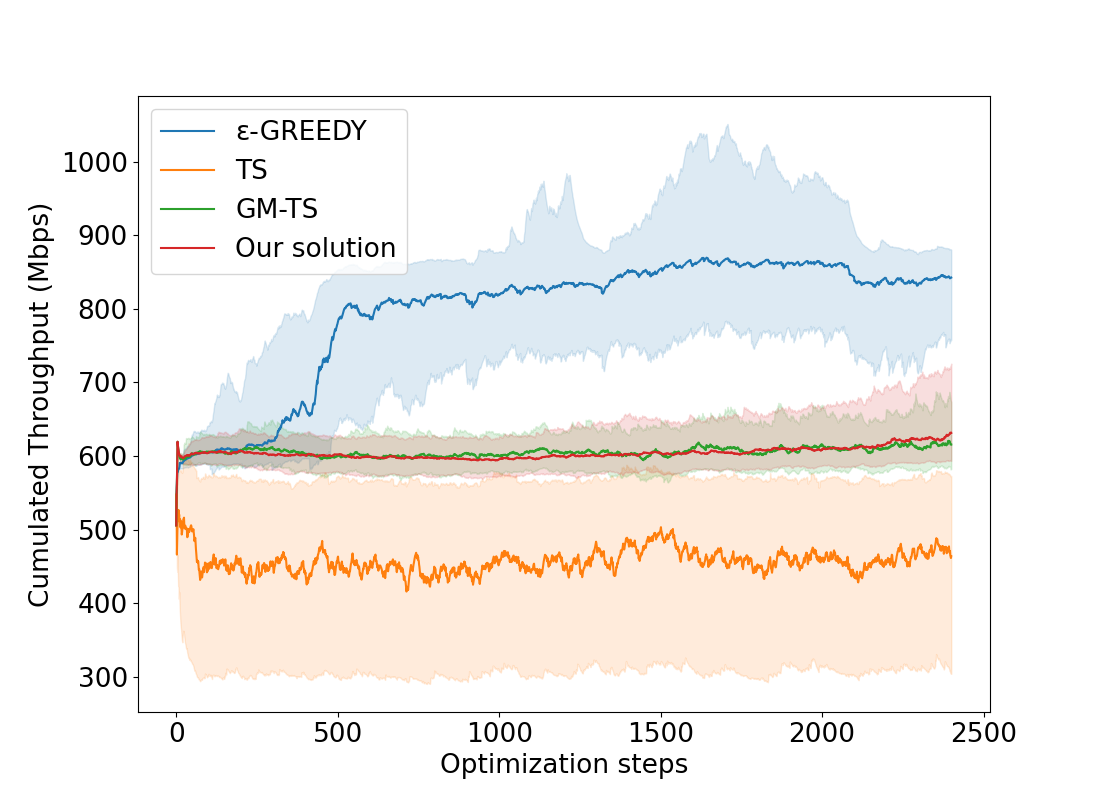 ε-GREEDY
TS
GM-TS
Our solution
Cumulated Throughput (Mbps)
1000
900
800
700
600
500
400
300
0 500 1000 1500 2000 2500
Optimization steps